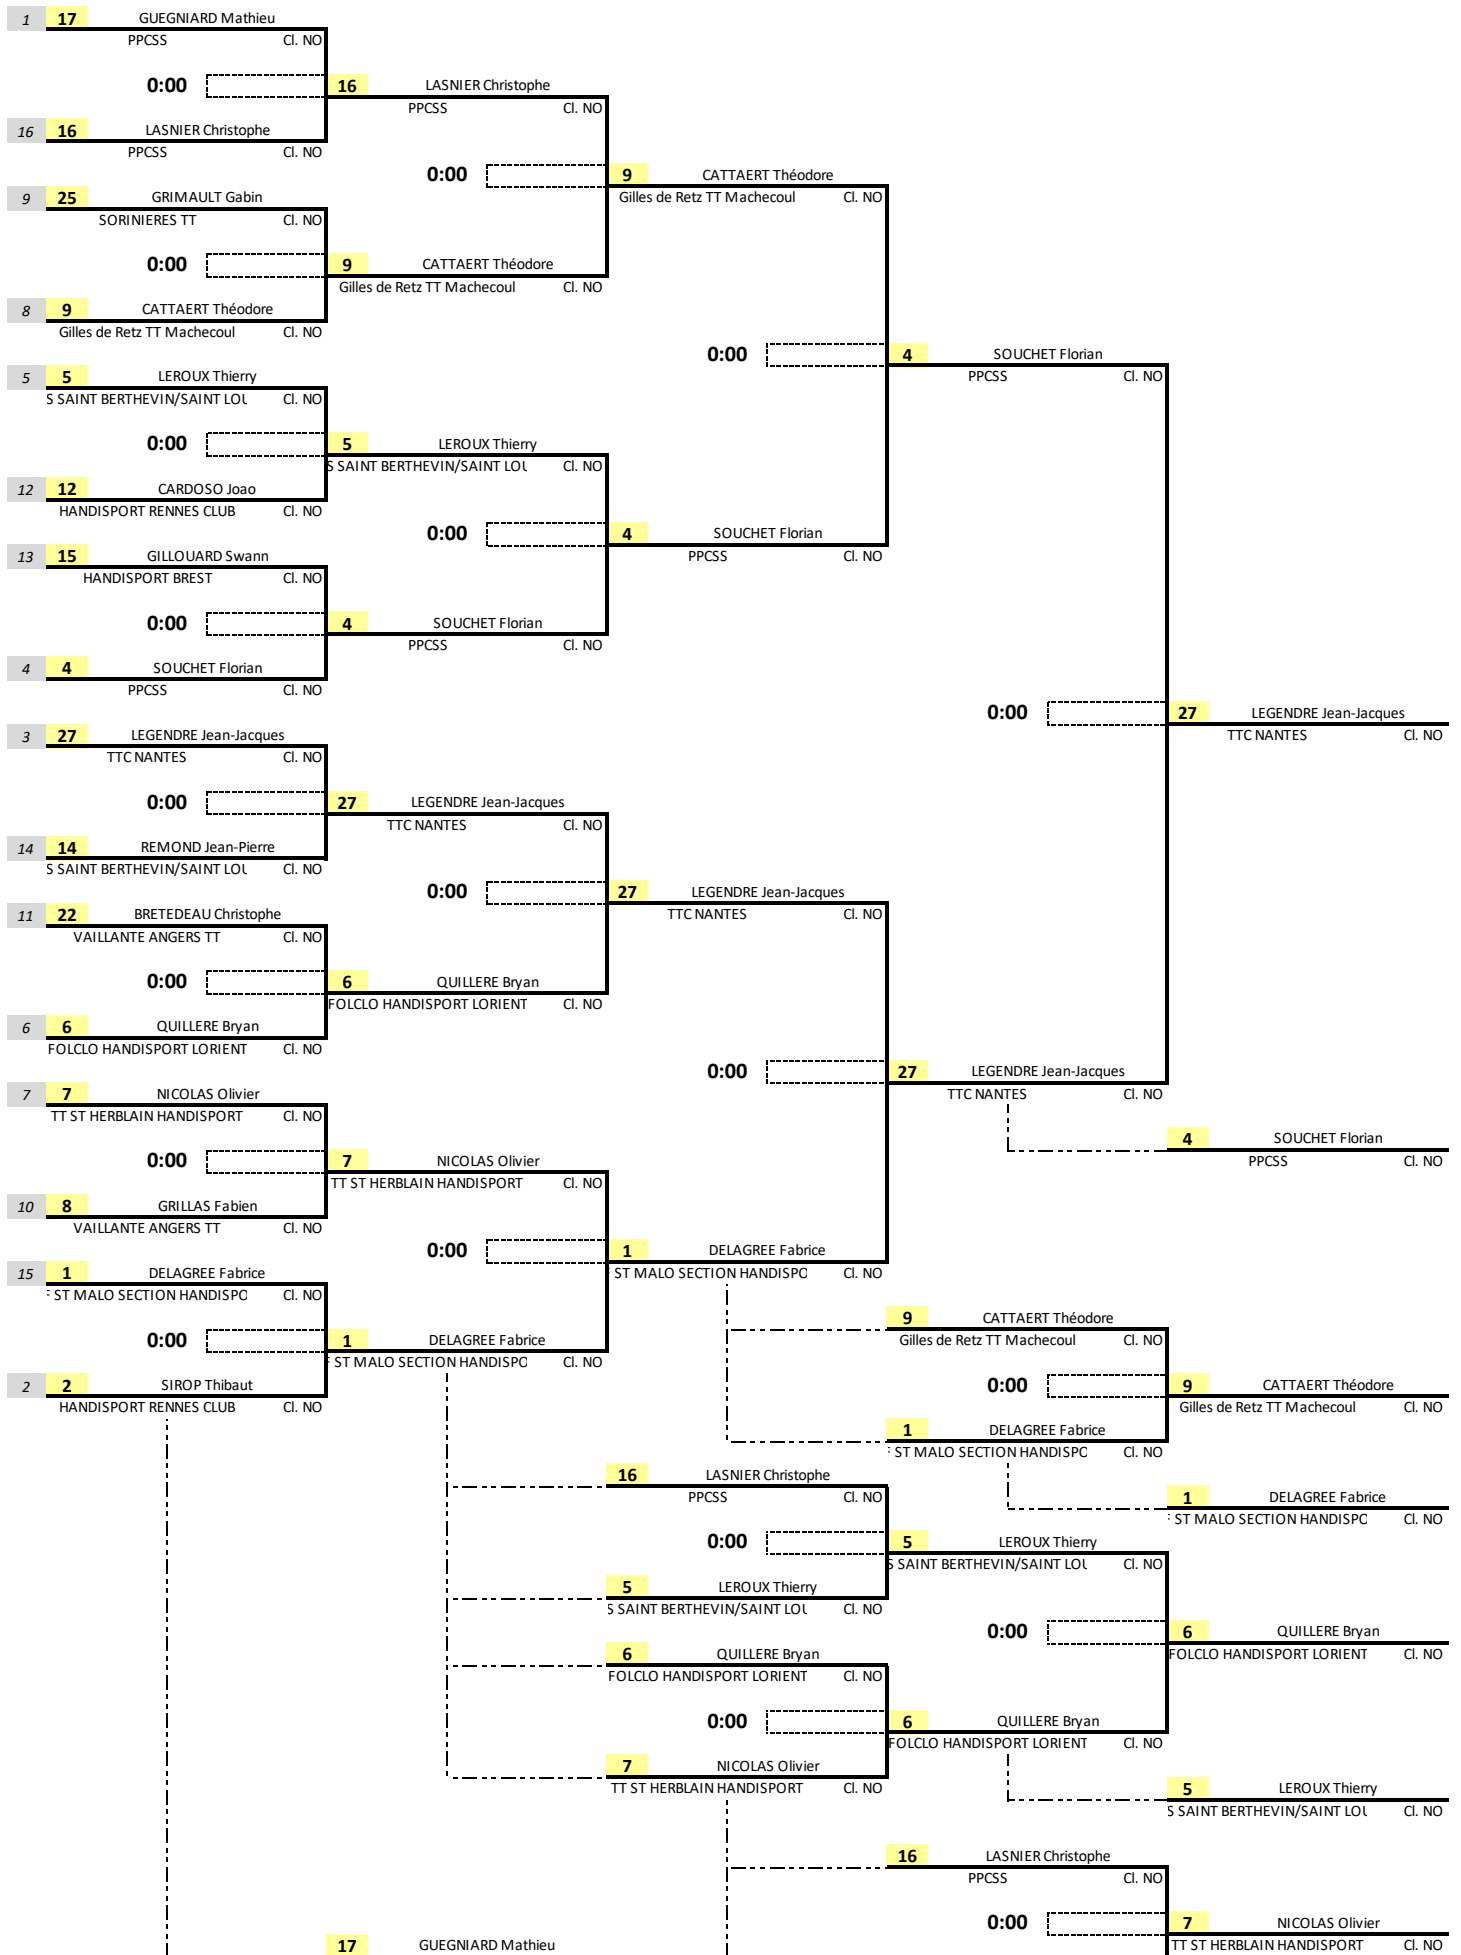 1 17 GUEGNIARD Mathieu
PPCSS Cl. NO
0:00 16 LASNIER Christophe
PPCSS Cl. NO
16 16 LASNIER Christophe
PPCSS Cl. NO
0:00 9 CATTAERT Théodore
Gilles de Retz TT Machecoul Cl. NO
9 25 GRIMAULT Gabin
SORINIERES TT Cl. NO
0:00 9 CATTAERT Théodore
Gilles de Retz TT Machecoul Cl. NO
8 9 CATTAERT Théodore
Gilles de Retz TT Machecoul Cl. NO
0:00 4 SOUCHET Florian
PPCSS Cl. NO
5 5 LEROUX Thierry
S SAINT BERTHEVIN/SAINT LOU Cl. NO
0:00 5 LEROUX Thierry
S SAINT BERTHEVIN/SAINT LOU Cl. NO
12 12 CARDOSO Joao
HANDISPORT RENNES CLUB Cl. NO
0:00 4 SOUCHET Florian
PPCSS Cl. NO
13 15 GILLOUARD Swann
HANDISPORT BREST Cl. NO
0:00 4 SOUCHET Florian
PPCSS Cl. NO
4 4 SOUCHET Florian
PPCSS Cl. NO
0:00 27 LEGENDRE Jean-Jacques
TTC NANTES Cl. NO
3 27 LEGENDRE Jean-Jacques
TTC NANTES Cl. NO
0:00 27 LEGENDRE Jean-Jacques
TTC NANTES Cl. NO
14 14 REMOND Jean-Pierre
S SAINT BERTHEVIN/SAINT LOU Cl. NO
0:00 27 LEGENDRE Jean-Jacques
TTC NANTES Cl. NO
11 22 BRETEDEAU Christophe
VAILLANTE ANGERS TT Cl. NO
0:00 6 QUILLERE Bryan
FOLCLO HANDISPORT LORIENT Cl. NO
6 6 QUILLERE Bryan
FOLCLO HANDISPORT LORIENT Cl. NO
0:00 27 LEGENDRE Jean-Jacques
TTC NANTES Cl. NO
7 7 NICOLAS Olivier
TT ST HERBLAIN HANDISPORT Cl. NO
4 SOUCHET Florian
PPCSS Cl. NO
0:00 7 NICOLAS Olivier
TT ST HERBLAIN HANDISPORT Cl. NO
10 8 GRILLAS Fabien
VAILLANTE ANGERS TT Cl. NO
0:00 1 DELAGREE Fabrice
F ST MALO SECTION HANDISPO Cl. NO
15 1 DELAGREE Fabrice
F ST MALO SECTION HANDISPO Cl. NO
9 CATTAERT Théodore
Gilles de Retz TT Machecoul Cl. NO
0:00 1 DELAGREE Fabrice
F ST MALO SECTION HANDISPO Cl. NO
2 2 SIROP Thibaut
HANDISPORT RENNES CLUB Cl. NO
0:00 9 CATTAERT Théodore
Gilles de Retz TT Machecoul Cl. NO
1 DELAGREE Fabrice
F ST MALO SECTION HANDISPO Cl. NO
16 LASNIER Christophe
PPCSS Cl. NO
1 DELAGREE Fabrice
F ST MALO SECTION HANDISPO Cl. NO
0:00 5 LEROUX Thierry
S SAINT BERTHEVIN/SAINT LOU Cl. NO
5 LEROUX Thierry
S SAINT BERTHEVIN/SAINT LOU Cl. NO
0:00 6 QUILLERE Bryan
FOLCLO HANDISPORT LORIENT Cl. NO
6 QUILLERE Bryan
FOLCLO HANDISPORT LORIENT Cl. NO
0:00 6 QUILLERE Bryan
FOLCLO HANDISPORT LORIENT Cl. NO
7 NICOLAS Olivier
TT ST HERBLAIN HANDISPORT Cl. NO
5 LEROUX Thierry
S SAINT BERTHEVIN/SAINT LOU Cl. NO
16 LASNIER Christophe
PPCSS Cl. NO
0:00 7 NICOLAS Olivier
TT ST HERBLAIN HANDISPORT Cl. NO
17 GUEGNIARD Mathieu